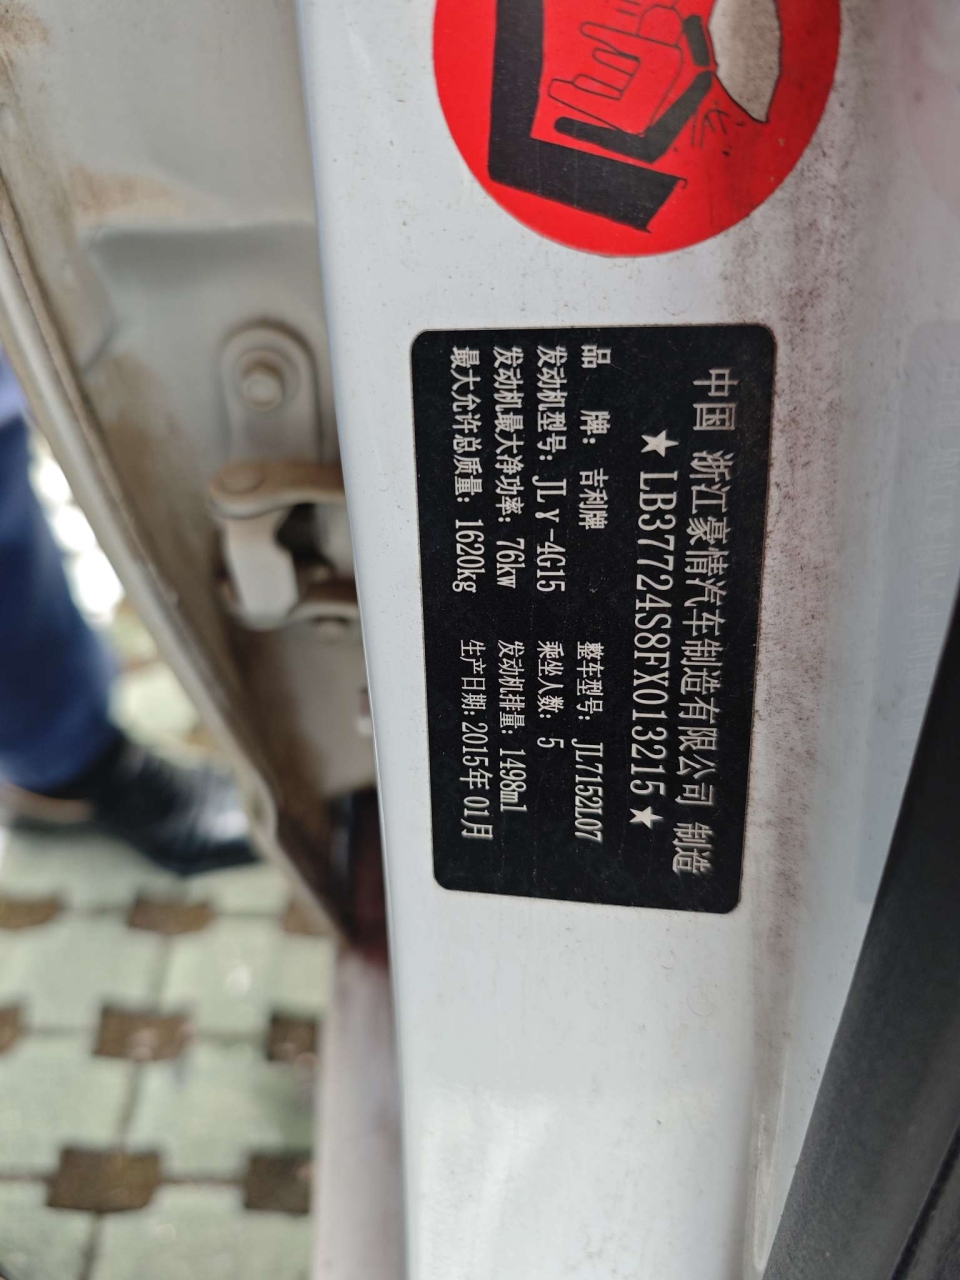 中国 浙江豪情汽车制造有限公司 制造
★LB37724S8FX013215★
品 牌: 吉利牌 整车型号: JL7152L07
发动机型号: JLγ-4G15 乘坐人数: 5
发动机最大净功率: 76kw 发动机排量: 1498ml
最大允许总质量: 1620kg 生产日期: 2015年01月